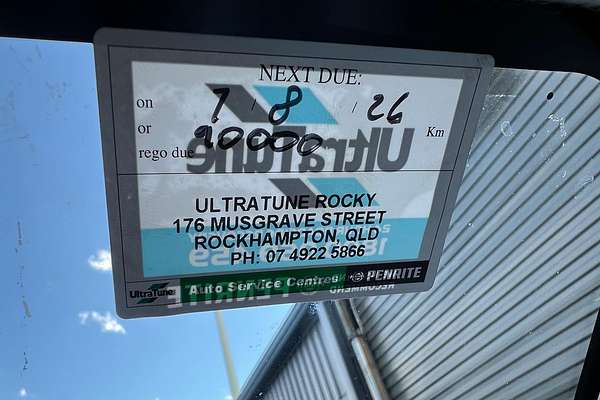 NEXT DUE:
on 7 / 8 / 26
or 90000 Km
rego due
UltraTune
ULTRATUNE ROCKY
176 MUSGRAVE STREET
ROCKHAMPTON, QLD
PH: 07 4922 5866
UltraTune Auto Service Centres PENRITE